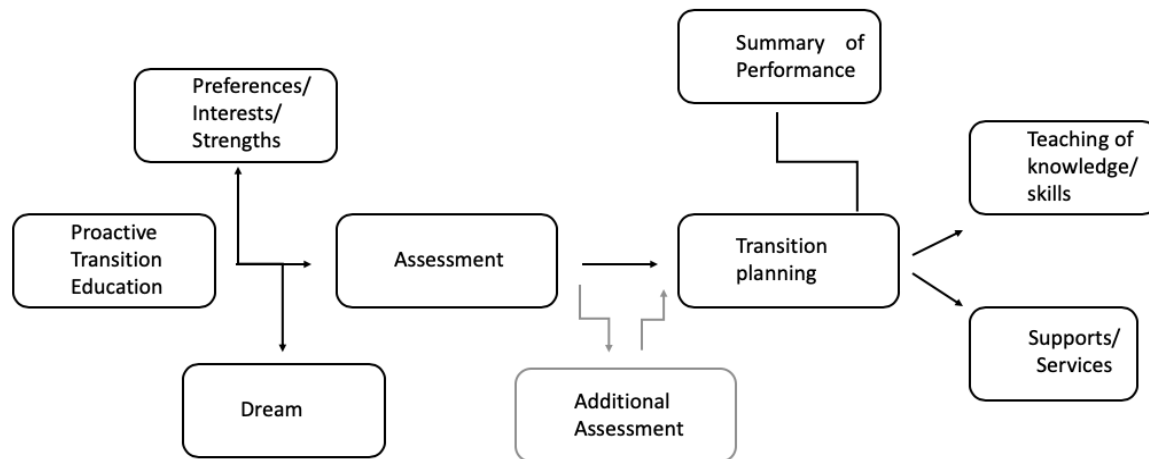 Summary of
Performance
Preferences/
Interests/
Strengths
Teaching of
knowledge/
skills
Proactive
Transition
Education
Assessment
Transition
planning
Supports/
Services
Dream
Additional
Assessment